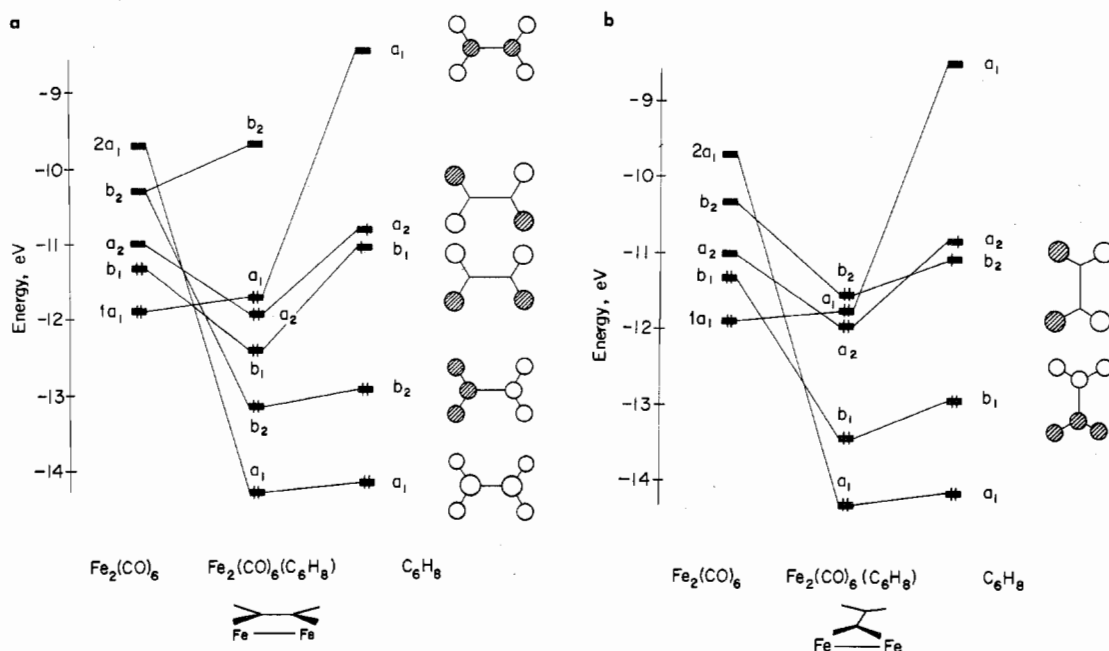 a
-9
-10
-11
-12
-13
-14
Energy, eV
2a₁
b₂
a₂
b₁
1a₁
b₂
a₁
a₂
b₁
b₂
a₁
a₁
a₂
b₁
b₂
a₁
Fe₂(CO)₆ Fe₂(CO)₆(C₆H₈) C₆H₈
Fe Fe
b
-9
-10
-11
-12
-13
-14
Energy, eV
2a₁
b₂
a₂
b₁
1a₁
b₂
a₁
a₂
b₁
a₁
a₁
a₂
b₂
b₁
a₁
Fe₂(CO)₆ Fe₂(CO)₆(C₆H₈) C₆H₈
Fe Fe